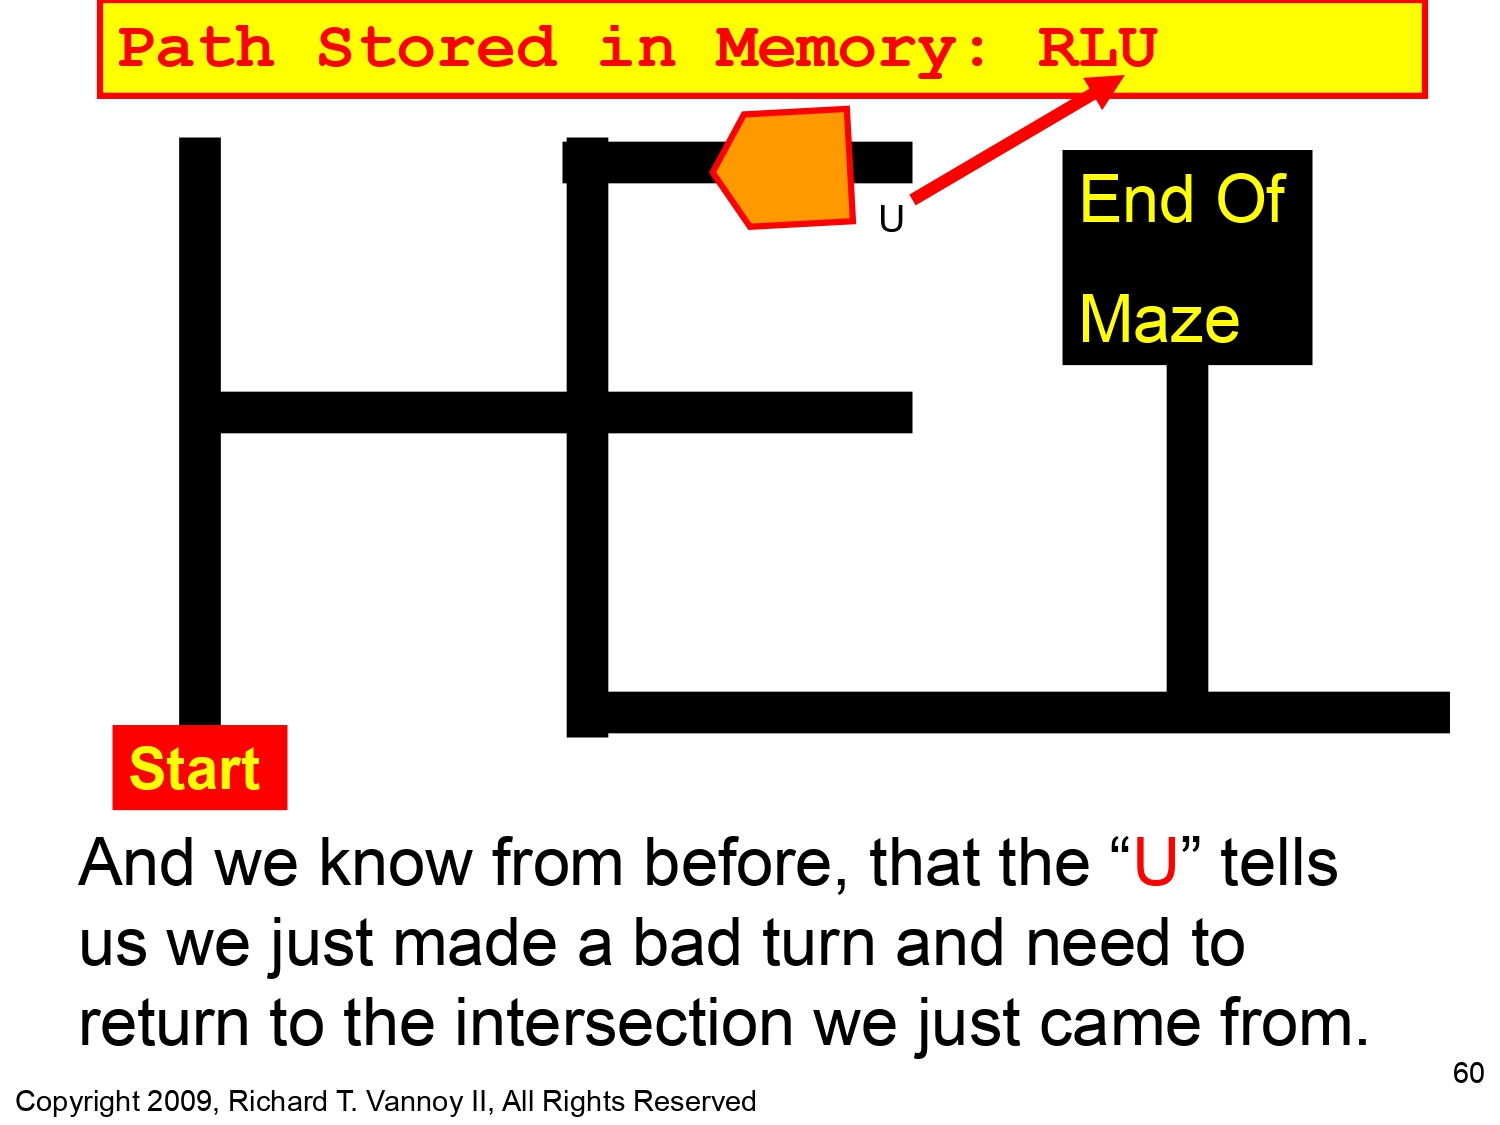 Path Stored in Memory: RLU
U
End Of
Maze
Start
And we know from before, that the “U” tells
us we just made a bad turn and need to
return to the intersection we just came from.
60
Copyright 2009, Richard T. Vannoy II, All Rights Reserved